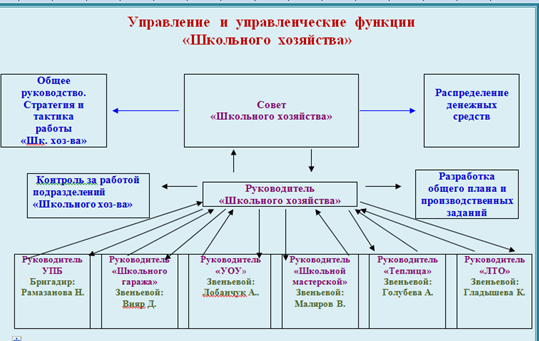 Управление и управленческие функции
«Школьного хозяйства»
Общее
руководство.
Стратегия и
тактика
работы
«Шк. хоз-ва»
Совет
«Школьного хозяйства»
Распределение
денежных
средств
Контроль за работой
подразделений
«Школьного хоз-ва»
Руководитель
«Школьного хозяйства»
Разработка
общего плана и
производственных
заданий
Руководитель
УПБ
Бригадир:
Рамазанова Н.
Руководитель
«Школьного
гаража»
Звеньевой:
Вняр Д.
Руководитель
«УОУ»
Звеньевой:
Лобанчук А..
Руководитель
«Школьной
мастерской»
Звеньевой:
Маляров В.
Руководитель
«Теплица»
Звеньевой:
Голубева А.
Руководитель
«ЛТО»
Звеньевой:
Гладышева К.